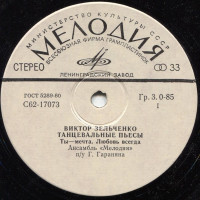 МИНИСТЕРСТВО КУЛЬТУРЫ СССР
МЕЛОДИЯ
ВСЕСОЮЗНАЯ ФИРМА ГРАМПЛАСТИНОК
СТЕРЕО
33
ЛЕНИНГРАДСКИЙ ЗАВОД
ГОСТ 5289-80
Гр. 3. 0-85
С62-17073
1
ВИКТОР ЗЕЛЬЧЕНКО
ТАНЦЕВАЛЬНЫЕ ПЬЕСЫ
Ты—мечта. Любовь всегда
Ансамбль «Мелодия»
п/у Г. Гараняна